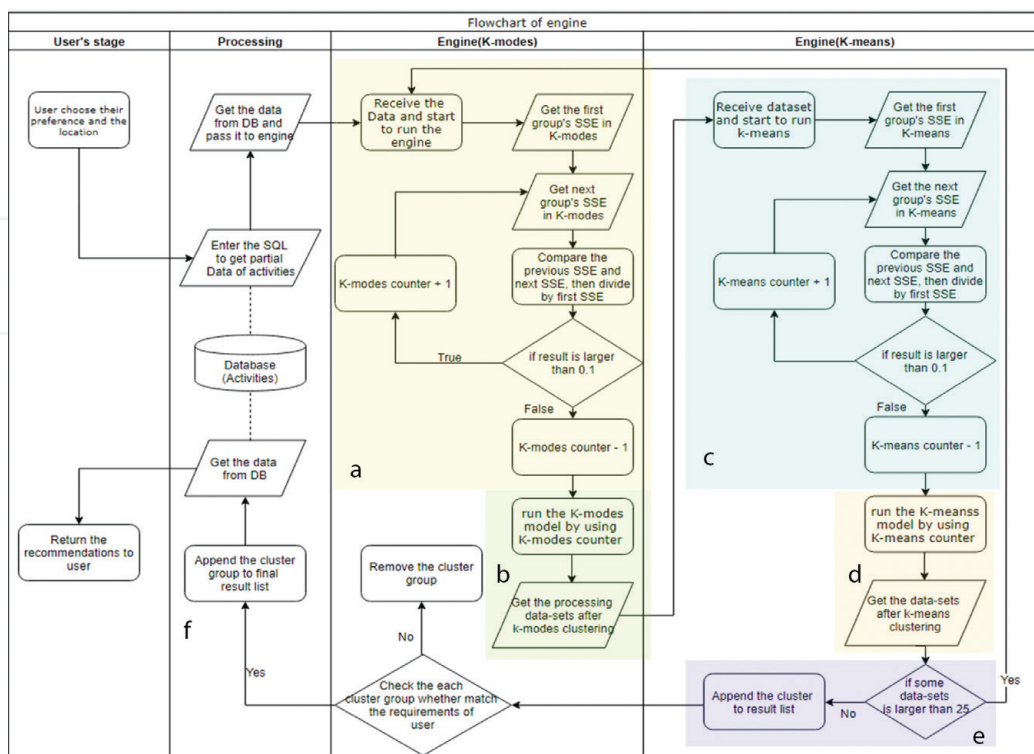 Flowchart of engine
User's stage
Processing
Engine(K-modes)
Engine(K-means)
User choose their
preference and the
location
Get the data
from DB and
pass it to engine
Enter the SQL
to get partial
Data of activities
Database
(Activities)
Get the data
from DB
Return the
recommendations to
user
Append the cluster
group to final
result list
f
Yes
Receive the
Data and start
to run the
engine
Get the first
group's SSE in
K-modes
Get next
group's SSE
in K-modes
K-modes counter + 1
Compare the
previous SSE and
next SSE, then divide
by first SSE
True
if result is larger
than 0.1
False
K-modes counter - 1
a
run the K-modes
model by using
K-modes counter
b
Get the processing
data-sets after
k-modes clustering
Remove the cluster
group
No
Check the each
cluster group whether match
the requirements of
user
Receive dataset
and start to run
k-means
Get the first
group's SSE in
K-means
Get the next
group's SSE
in K-means
K-means counter + 1
Compare the
previous SSE and
next SSE, then divide
by first SSE
if result is larger
than 0.1
False
K-means counter - 1
c
run the K-meanss
model by using
K-means counter
d
Get the data-sets
after k-means
clustering
Yes
if some
data-sets
is larger than 25
No
Append the cluster
to result list
e